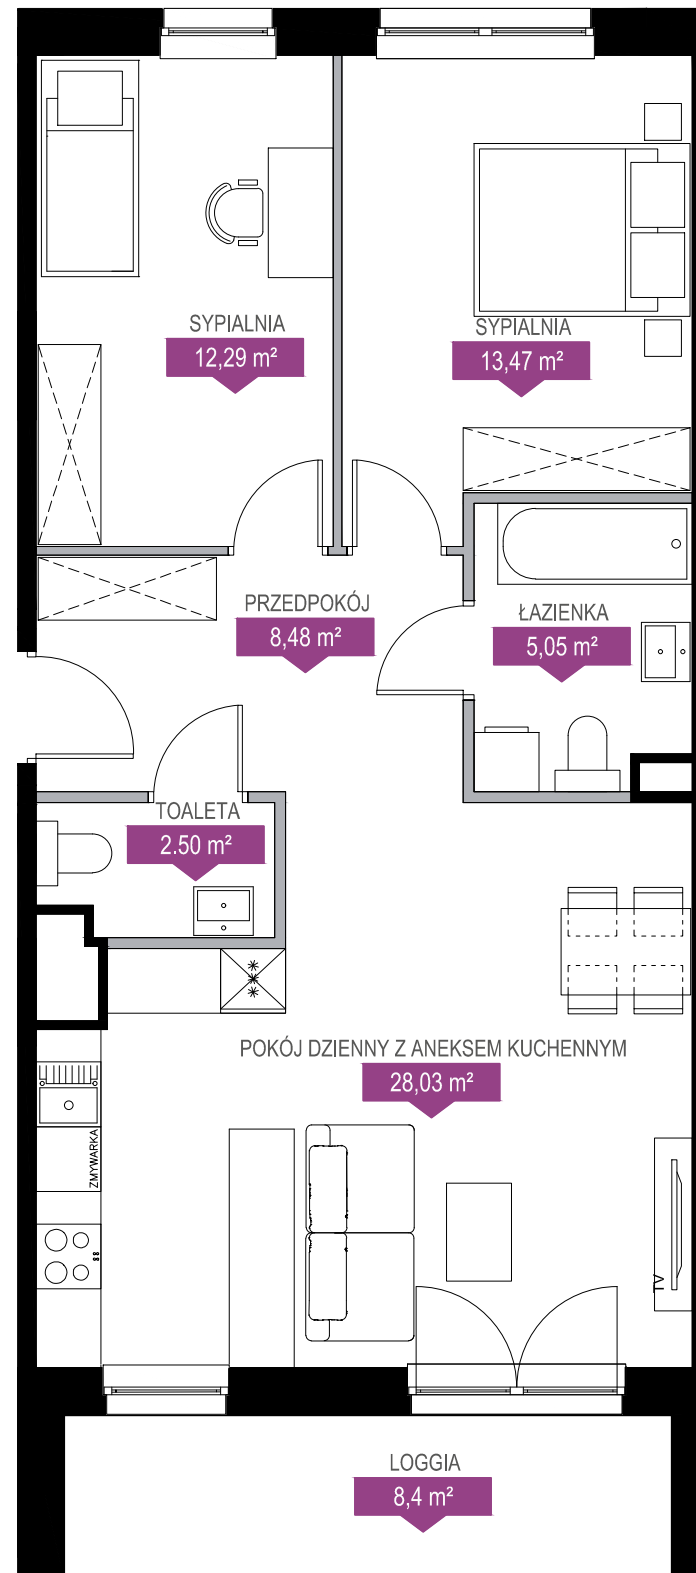 SYPIALNIA
12,29 m²
SYPIALNIA
13,47 m²
PRZEDPOKÓJ
8,48 m²
ŁAZIENKA
5,05 m²
TOALETA
2.50 m²
POKÓJ DZIENNY Z ANEKSEM KUCHENNYM
28,03 m²
ZMYWARKA
TV
LOGGIA
8,4 m²